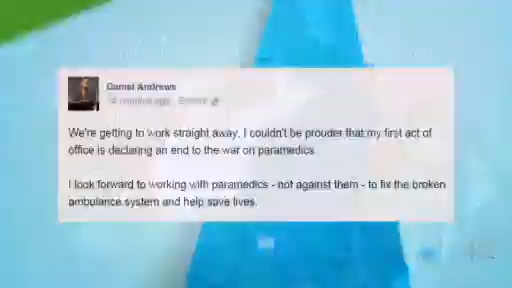 Daniel Andrews
14 minutes ago
We're getting to work straight away. I couldn't be prouder that my first act of
office is declaring an end to the war on paramedics.
I look forward to working with paramedics - not against them - to fix the broken
ambulance system and help save lives.